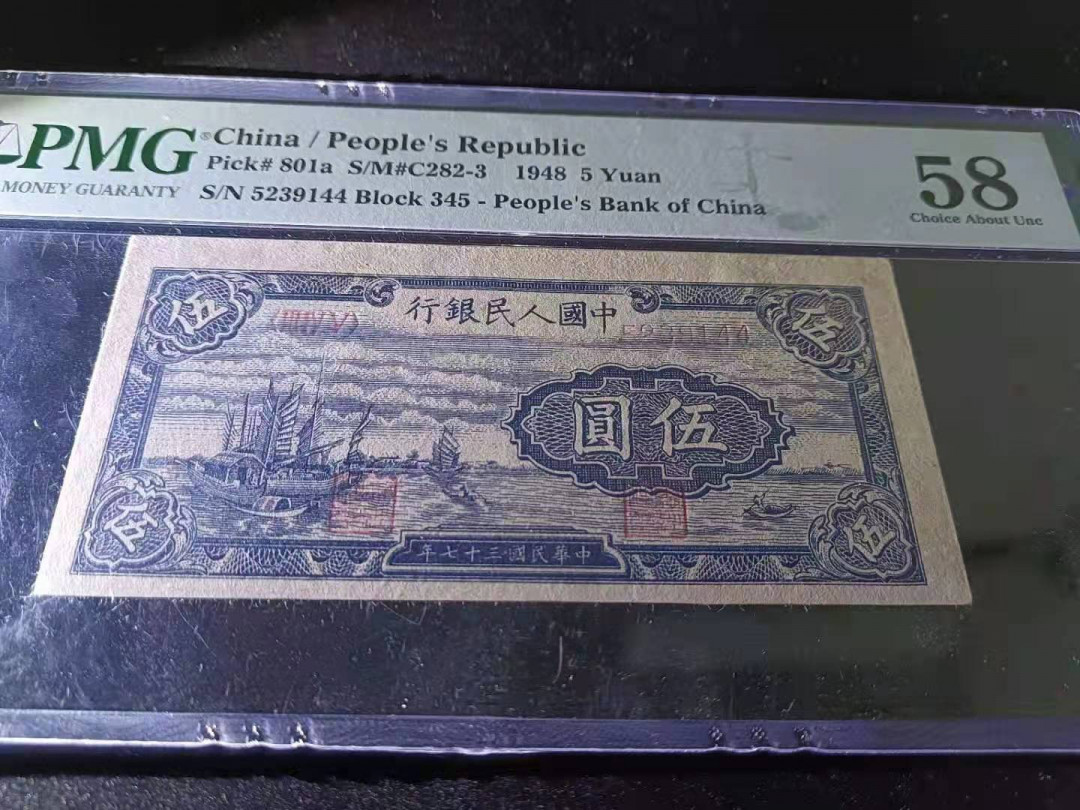 PMG® China / People's Republic
Pick# 801a S/M#C282-3 1948 5 Yuan
MONEY GUARANTY S/N 5239144 Block 345 - People's Bank of China
58
Choice About Unc
伍 行銀民人國中 伍
5239144
圓伍
伍 年七十三國民華中 伍